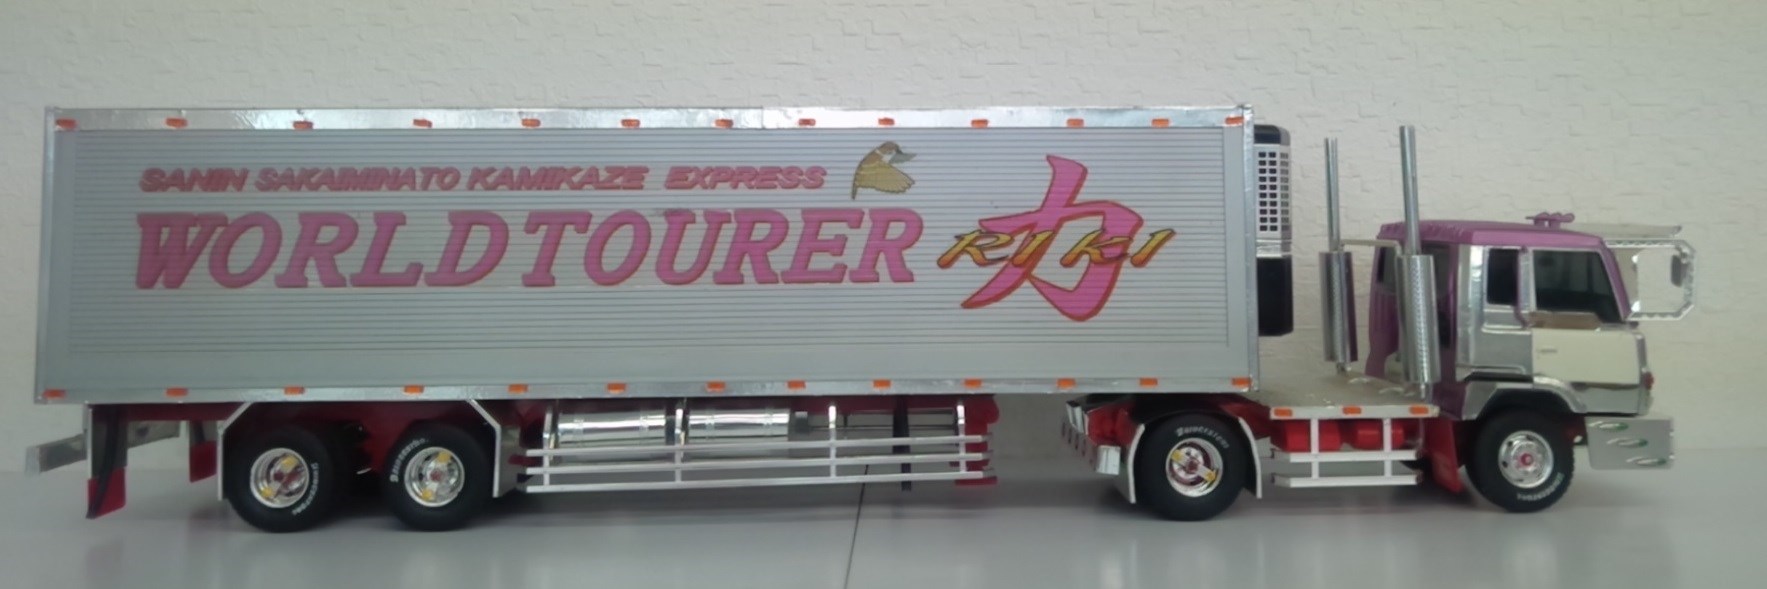 SANIN SAKAIMINATO KAMIKAZE EXPRESS
WORLD TOURER
力
RIKI